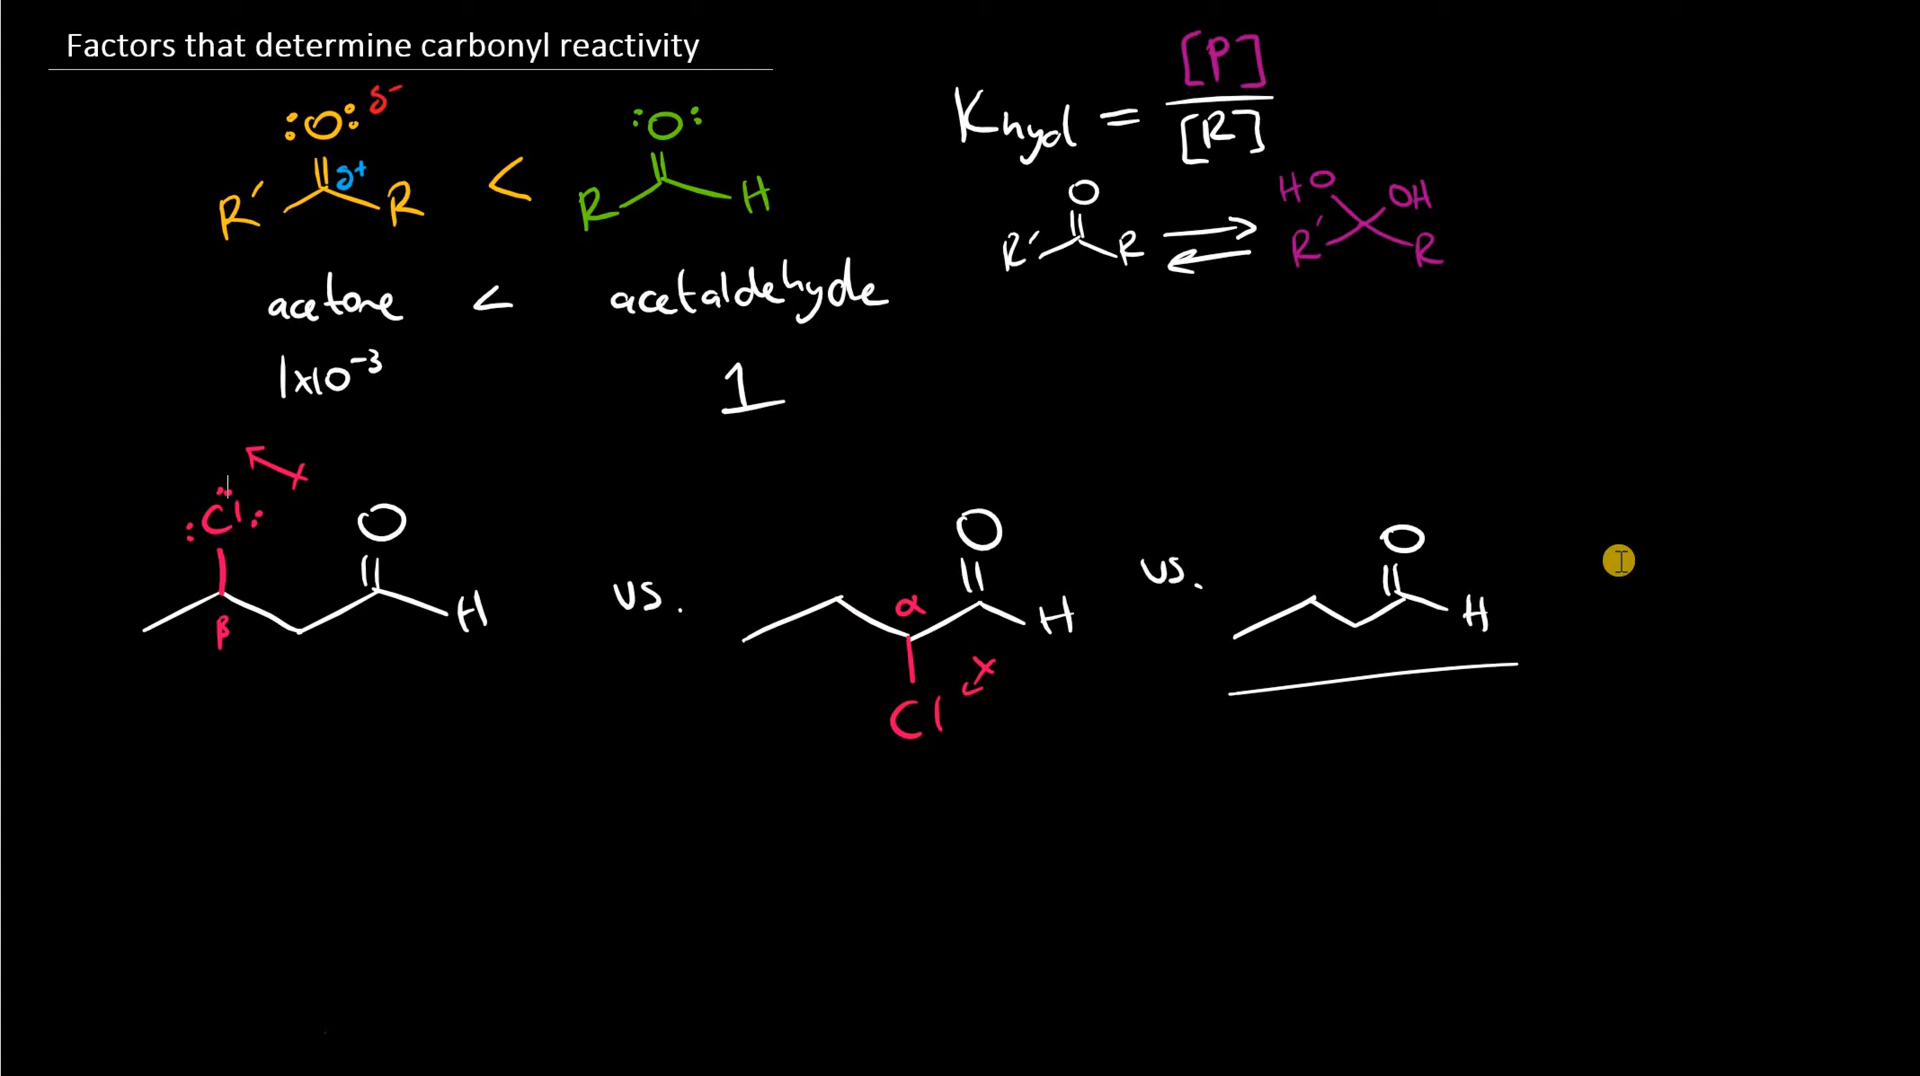 Factors that determine carbonyl reactivity
:O: δ-
δ+
R' R
<
:O:
R H
Khyd = [P] / [R]
O
R' R
HO OH
R' R
acetone < acetaldehyde
1x10⁻³ 1
:Cl:
O
β
H
vs.
O
α
H
Cl
vs.
O
H